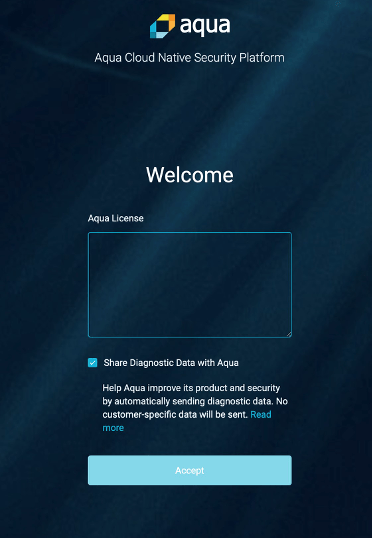 aqua
Aqua Cloud Native Security Platform
Welcome
Aqua License
Share Diagnostic Data with Aqua
Help Aqua improve its product and security
by automatically sending diagnostic data. No
customer-specific data will be sent. Read
more
Accept